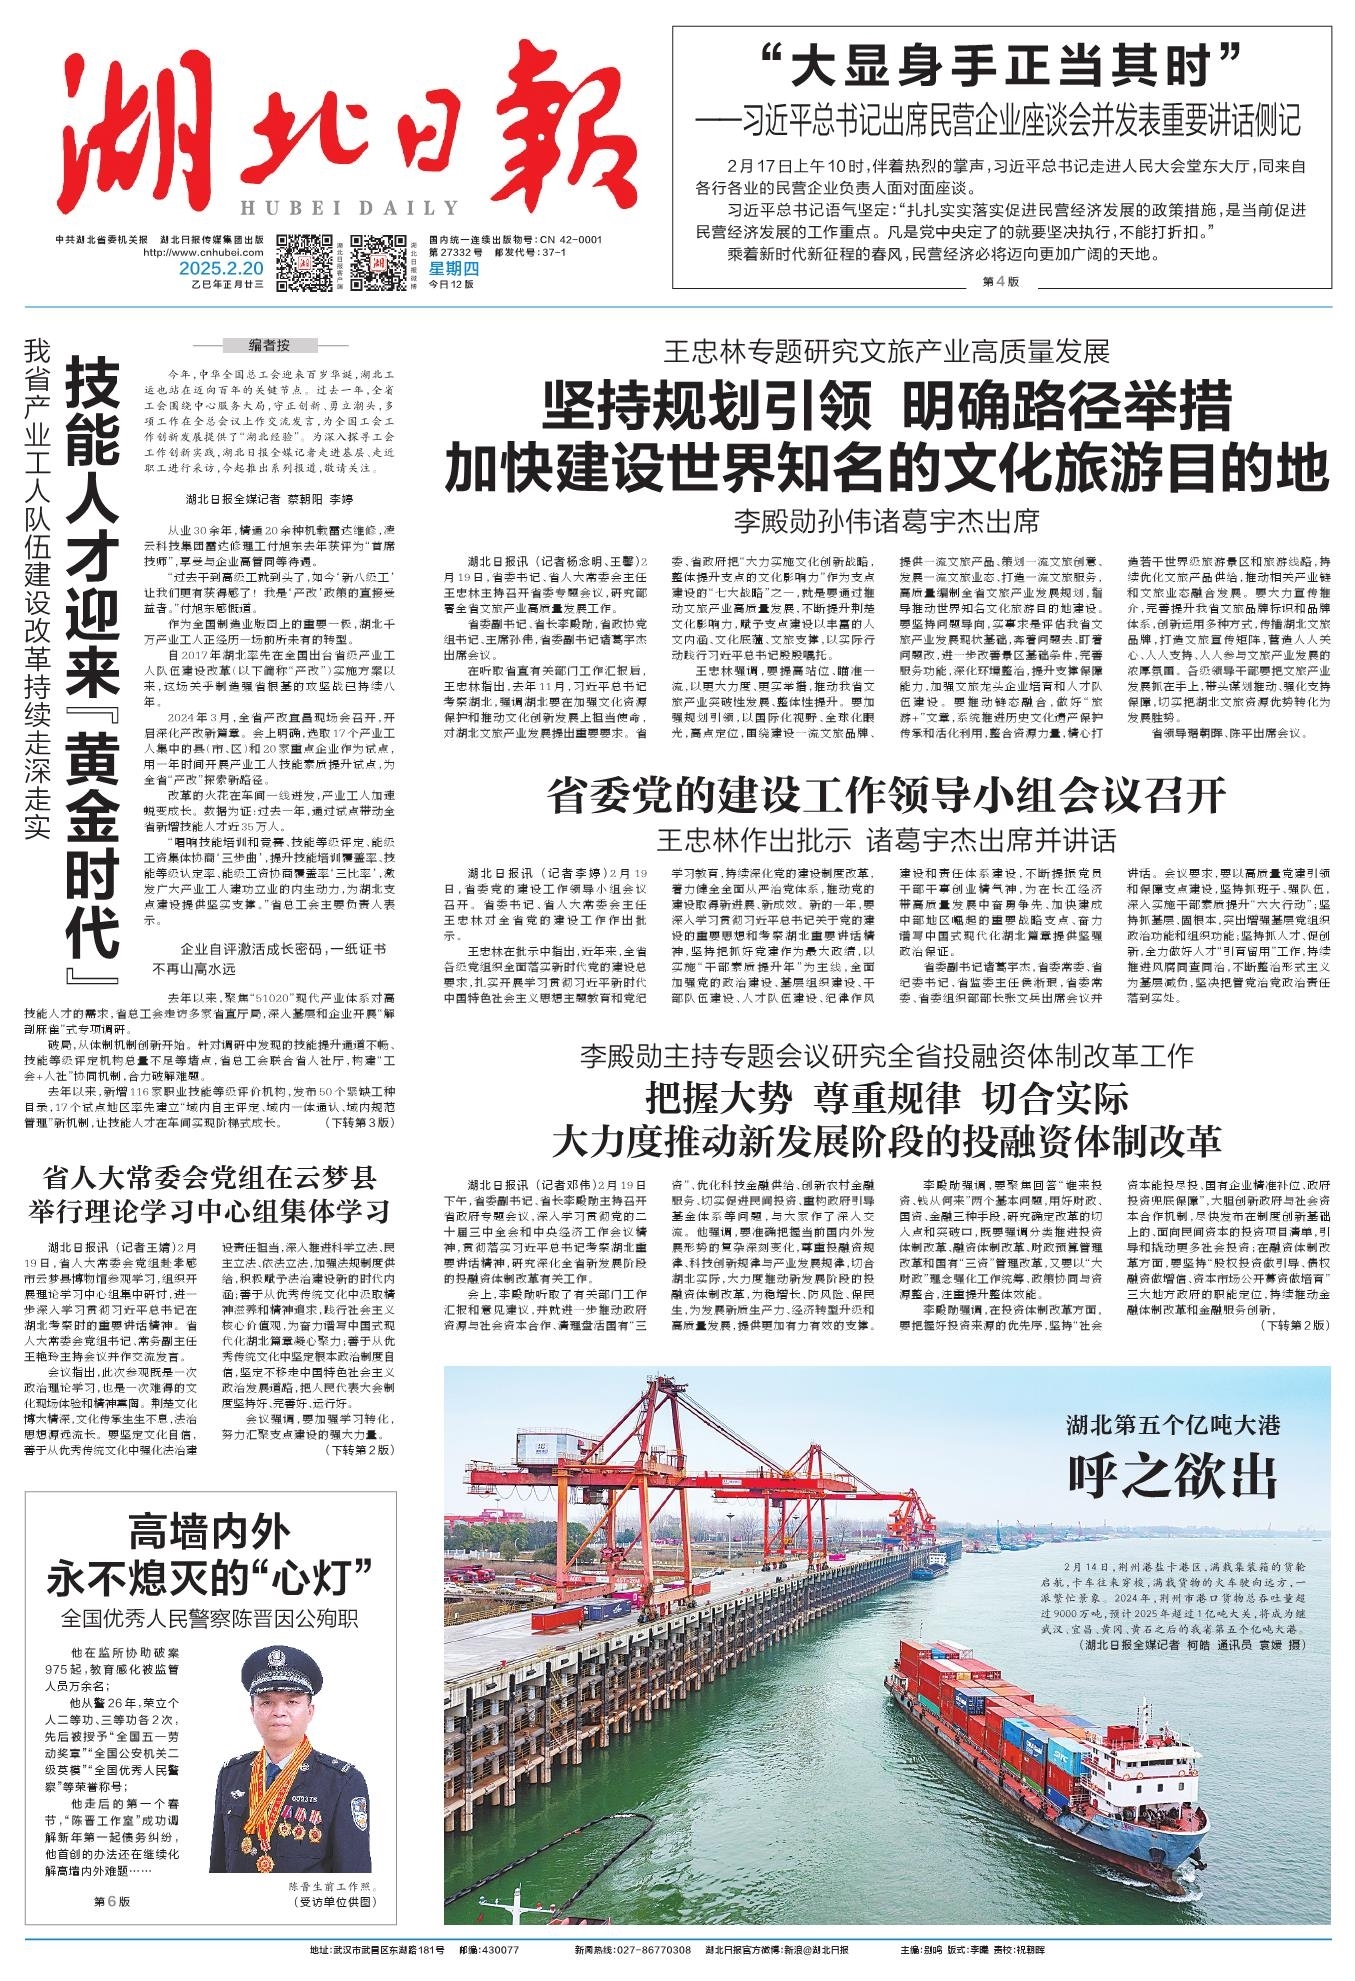 湖北日報
HUBEI DAILY
中共湖北省委机关报 湖北日报传媒集团出版
http://www.cnhubei.com
2025.2.20
乙巳年正月廿三
湖北日报客户端
湖北日报微博
国内统一连续出版物号:CN 42-0001
第27332号 邮发代号:37-1
星期四
今日12版
“大显身手正当其时”
——习近平总书记出席民营企业座谈会并发表重要讲话侧记
2月17日上午10时,伴着热烈的掌声,习近平总书记走进人民大会堂东大厅,同来自
各行各业的民营企业负责人面对面座谈。
习近平总书记语气坚定:“扎扎实实落实促进民营经济发展的政策措施,是当前促进
民营经济发展的工作重点。凡是党中央定了的就要坚决执行,不能打折扣。”
乘着新时代新征程的春风,民营经济必将迈向更加广阔的天地。
第4版
我省产业工人队伍建设改革持续走深走实
技能人才迎来『黄金时代』
编者按
今年,中华全国总工会迎来百岁华诞,湖北工
运也站在迈向百年的关键节点。过去一年,全省
工会围绕中心服务大局,守正创新、勇立潮头,多
项工作在全总会议上作交流发言,为全国工会工
作创新发展提供了“湖北经验”。为深入探寻工会
工作创新实践,湖北日报全媒记者走进基层、走近
职工进行采访,今起推出系列报道,敬请关注。
湖北日报全媒记者 蔡朝阳 李婷
从业30余年,精通20余种机载雷达维修,凌
云科技集团雷达修理工付旭东去年获评为“首席
技师”,享受与企业高管同等待遇。
“过去干到高级工就到头了,如今‘新八级工’
让我们更有获得感了!我是‘产改’政策的直接受
益者。”付旭东感慨道。
作为全国制造业版图上的重要一极,湖北千
万产业工人正经历一场前所未有的转型。
自2017年湖北率先在全国出台省级产业工
人队伍建设改革(以下简称“产改”)实施方案以
来,这场关乎制造强省根基的攻坚战已持续八
年。
2024年3月,全省产改宜昌现场会召开,开
启深化产改新篇章。会上明确,选取17个产业工
人集中的县(市、区)和20家重点企业作为试点,
用一年时间开展产业工人技能素质提升试点,为
全省“产改”探索新路径。
改革的火花在车间一线迸发,产业工人加速
蜕变成长。数据为证:过去一年,通过试点带动全
省新增技能人才近35万人。
“唱响技能培训和竞赛、技能等级评定、能级
工资集体协商‘三步曲’,提升技能培训覆盖率、技
能等级认定率、能级工资协商覆盖率‘三比率’,激
发广大产业工人建功立业的内生动力,为湖北支
点建设提供坚实支撑。”省总工会主要负责人表
示。
企业自评激活成长密码,一纸证书
不再山高水远
去年以来,聚焦“51020”现代产业体系对高
技能人才的需求,省总工会走访多家省直厅局,深入基层和企业开展“解
剖麻雀”式专项调研。
破局,从体制机制创新开始。针对调研中发现的技能提升通道不畅、
技能等级评定机构总量不足等堵点,省总工会联合省人社厅,构建“工
会+人社”协同机制,合力破解难题。
去年以来,新增116家职业技能等级评价机构,发布50个紧缺工种
目录,17个试点地区率先建立“域内自主评定、域内一体通认、域内规范
管理”新机制,让技能人才在车间实现阶梯式成长。 (下转第3版)
王忠林专题研究文旅产业高质量发展
坚持规划引领 明确路径举措
加快建设世界知名的文化旅游目的地
李殿勋孙伟诸葛宇杰出席
湖北日报讯(记者杨念明、王馨)2
月19日,省委书记、省人大常委会主任
王忠林主持召开省委专题会议,研究部
署全省文旅产业高质量发展工作。
省委副书记、省长李殿勋,省政协党
组书记、主席孙伟,省委副书记诸葛宇杰
出席会议。
在听取省直有关部门工作汇报后,
王忠林指出,去年11月,习近平总书记
考察湖北,强调湖北要在加强文化资源
保护和推动文化创新发展上担当使命,
对湖北文旅产业发展提出重要要求。省
委、省政府把“大力实施文化创新战略,
整体提升支点的文化影响力”作为支点
建设的“七大战略”之一,就是要通过推
动文旅产业高质量发展、不断提升荆楚
文化影响力,赋予支点建设以丰富的人
文内涵、文化底蕴、文旅支撑,以实际行
动践行习近平总书记殷殷嘱托。
王忠林强调,要提高站位、瞄准一
流,以更大力度、更实举措,推动我省文
旅产业突破性发展、整体性提升。要加
强规划引领,以国际化视野、全球化眼
光,高点定位,围绕建设一流文旅品牌、
提供一流文旅产品、策划一流文旅创意、
发展一流文旅业态、打造一流文旅服务,
高质量编制全省文旅产业发展规划,指
导推动世界知名文化旅游目的地建设。
要坚持问题导向,实事求是评估我省文
旅产业发展现状基础,奔着问题去、盯着
问题改,进一步改善景区基础条件,完善
服务功能,深化环境整治,提升支撑保障
能力,加强文旅龙头企业培育和人才队
伍建设。要推动链态融合,做好“旅
游+”文章,系统推进历史文化遗产保护
传承和活化利用,整合资源力量,精心打
造若干世界级旅游景区和旅游线路,持
续优化文旅产品供给,推动相关产业链
和文旅业态融合发展。要大力宣传推
介,完善提升我省文旅品牌标识和品牌
体系,创新运用多种方式,传播湖北文旅
品牌,打造文旅宣传矩阵,营造人人关
心、人人支持、人人参与文旅产业发展的
浓厚氛围。各级领导干部要把文旅产业
发展抓在手上,带头谋划推动、强化支持
保障,切实把湖北文旅资源优势转化为
发展胜势。
省领导琚朝晖、陈平出席会议。
省委党的建设工作领导小组会议召开
王忠林作出批示 诸葛宇杰出席并讲话
湖北日报讯(记者李婷)2月19
日,省委党的建设工作领导小组会议
召开。省委书记、省人大常委会主任
王忠林对全省党的建设工作作出批
示。
王忠林在批示中指出,近年来,全省
各级党组织全面落实新时代党的建设总
要求,扎实开展学习贯彻习近平新时代
中国特色社会主义思想主题教育和党纪
学习教育,持续深化党的建设制度改革,
着力健全全面从严治党体系,推动党的
建设取得新进展、新成效。新的一年,要
深入学习贯彻习近平总书记关于党的建
设的重要思想和考察湖北重要讲话精
神,坚持把抓好党建作为最大政绩,以
实施“干部素质提升年”为主线,全面
加强党的政治建设、基层组织建设、干
部队伍建设、人才队伍建设、纪律作风
建设和责任体系建设,不断提振党员
干部干事创业精气神,为在长江经济
带高质量发展中奋勇争先、加快建成
中部地区崛起的重要战略支点、奋力
谱写中国式现代化湖北篇章提供坚强
政治保证。
省委副书记诸葛宇杰,省委常委、省
纪委书记、省监委主任侯淅珉,省委常
委、省委组织部部长张文兵出席会议并
讲话。会议要求,要以高质量党建引领
和保障支点建设,坚持抓班子、强队伍,
深入实施干部素质提升“六大行动”;坚
持抓基层、固根本,突出增强基层党组织
政治功能和组织功能;坚持抓人才、促创
新,全力做好人才“引育留用”工作,持续
推进风腐同查同治,不断整治形式主义
为基层减负,坚决把管党治党政治责任
落到实处。
李殿勋主持专题会议研究全省投融资体制改革工作
把握大势 尊重规律 切合实际
大力度推动新发展阶段的投融资体制改革
湖北日报讯(记者邓伟)2月19日
下午,省委副书记、省长李殿勋主持召开
省政府专题会议,深入学习贯彻党的二
十届三中全会和中央经济工作会议精
神,贯彻落实习近平总书记考察湖北重
要讲话精神,研究深化全省新发展阶段
的投融资体制改革有关工作。
会上,李殿勋听取了有关部门工作
汇报和意见建议,并就进一步推动政府
资源与社会资本合作、清理盘活国有“三
资”、优化科技金融供给、创新农村金融
服务、切实促进民间投资、重构政府引导
基金体系等问题,与大家作了深入交
流。他强调,要准确把握当前国内外发
展形势的复杂深刻变化,尊重投融资规
律、科技创新规律与产业发展规律,切合
湖北实际,大力度推动新发展阶段的投
融资体制改革,为稳增长、防风险、保民
生,为发展新质生产力、经济转型升级和
高质量发展,提供更加有力有效的支撑。
李殿勋强调,要聚焦回答“谁来投
资、钱从何来”两个基本问题,用好财政、
国资、金融三种手段,研究确定改革的切
入点和突破口,既要强调分类推进投资
体制改革、融资体制改革、财政预算管理
改革和国有“三资”管理改革,又要以“大
财政”理念强化工作统筹、政策协同与资
源整合,注重提升整体效能。
李殿勋强调,在投资体制改革方面,
要把握好投资来源的优先序,坚持“社会
资本能投尽投、国有企业精准补位、政府
投资兜底保障”,大胆创新政府与社会资
本合作机制,尽快发布在制度创新基础
上的、面向民间资本的投资项目清单,引
导和撬动更多社会投资;在融资体制改
革方面,要坚持“股权投资做引导、债权
融资做增信、资本市场公开募资做培育”
三大地方政府的职能定位,持续推动金
融体制改革和金融服务创新。
(下转第2版)
省人大常委会党组在云梦县
举行理论学习中心组集体学习
湖北日报讯(记者王婧)2月
19日,省人大常委会党组赴孝感
市云梦县博物馆参观学习,组织开
展理论学习中心组集中研讨,进一
步深入学习贯彻习近平总书记在
湖北考察时的重要讲话精神。省
人大常委会党组书记、常务副主任
王艳玲主持会议并作交流发言。
会议指出,此次参观既是一次
政治理论学习,也是一次难得的文
化现场体验和精神熏陶。荆楚文化
博大精深,文化传承生生不息,法治
思想源远流长。要坚定文化自信,
善于从优秀传统文化中强化法治建
设责任担当,深入推进科学立法、民
主立法、依法立法,加强法规制度供
给,积极赋予法治建设新的时代内
涵;善于从优秀传统文化中汲取精
神滋养和精神追求,践行社会主义
核心价值观,为奋力谱写中国式现
代化湖北篇章凝心聚力;善于从优
秀传统文化中坚定根本政治制度自
信,坚定不移走中国特色社会主义
政治发展道路,把人民代表大会制
度坚持好、完善好、运行好。
会议强调,要加强学习转化,
努力汇聚支点建设的强大力量。
(下转第2版)
高墙内外
永不熄灭的“心灯”
全国优秀人民警察陈晋因公殉职
他在监所协助破案
975起,教育感化被监管
人员万余名;
他从警26年,荣立个
人二等功、三等功各2次,
先后被授予“全国五一劳
动奖章”“全国公安机关二
级英模”“全国优秀人民警
察”等荣誉称号;
他走后的第一个春
节,“陈晋工作室”成功调
解新年第一起债务纠纷,
他首创的办法还在继续化
解高墙内外难题……
第6版
陈晋生前工作照。
(受访单位供图)
湖北第五个亿吨大港
呼之欲出
2月14日,荆州港盐卡港区,满载集装箱的货轮
启航,卡车往来穿梭,满载货物的火车驶向远方,一
派繁忙景象。2024年,荆州市港口货物总吞吐量超
过9000万吨,预计2025年超过1亿吨大关,将成为继
武汉、宜昌、黄冈、黄石之后的我省第五个亿吨大港。
(湖北日报全媒记者 柯皓 通讯员 袁媛 摄)
地址:武汉市武昌区东湖路181号 邮编:430077 新闻热线:027-86770308 湖北日报官方微博:新浪@湖北日报 主编:别鸣 版式:李曦 责校:祝朝晖